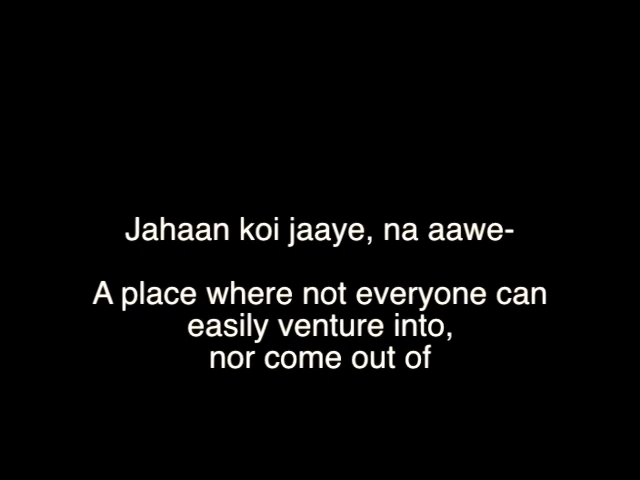 Jahaan koi jaaye, na aawe-
A place where not everyone can
easily venture into,
nor come out of